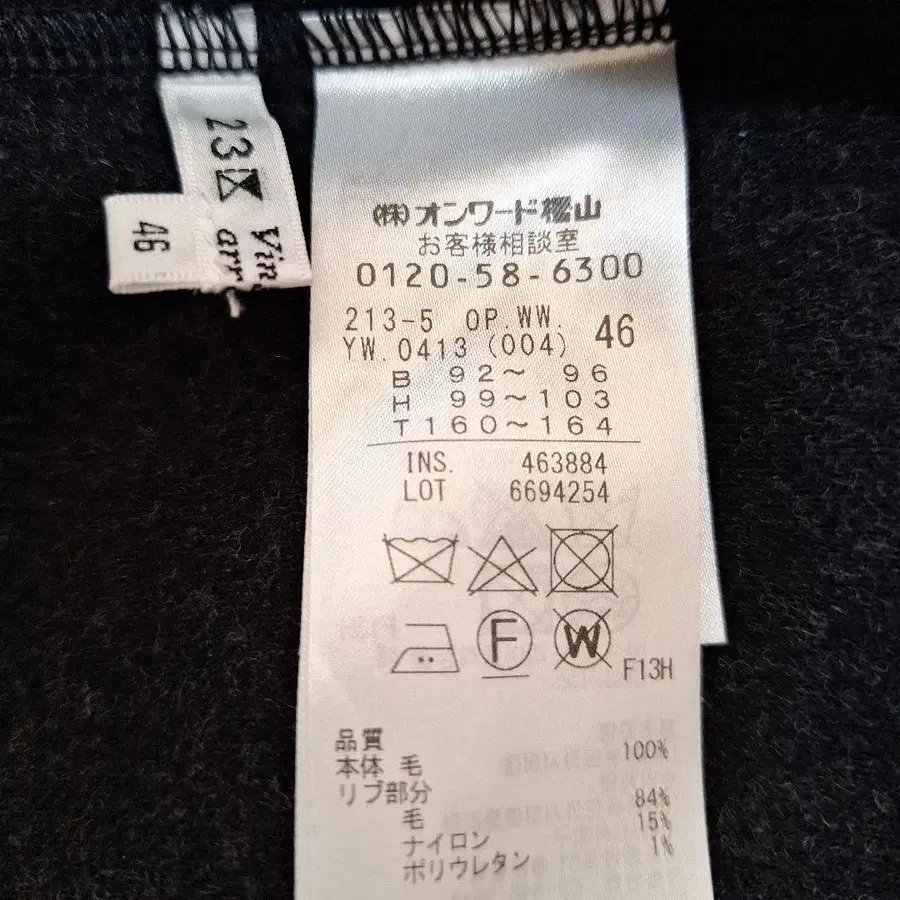 23区
46
㈱オンワード樫山
お客様相談室
0120-58-6300
213-5 OP.WW. 46
YW.0413(004)
B 92～ 96
H 99～103
T160～164
INS. 463884
LOT 6694254
F
W
F13H
品質
本体 毛 100%
リブ部分
毛 84%
ナイロン 15%
ポリウレタン 1%